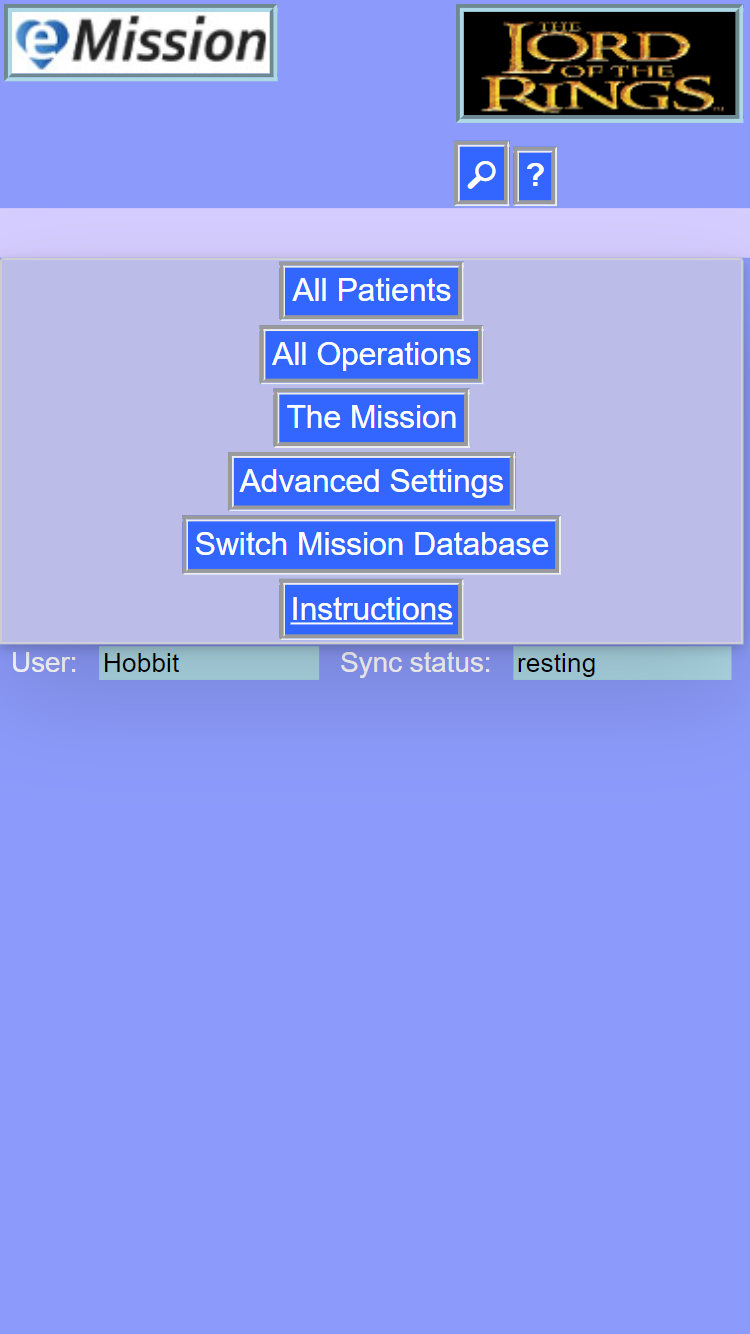 eMission
THE
LORD
OF THE
RINGS
TM
?
All Patients
All Operations
The Mission
Advanced Settings
Switch Mission Database
Instructions
User: Hobbit Sync status: resting